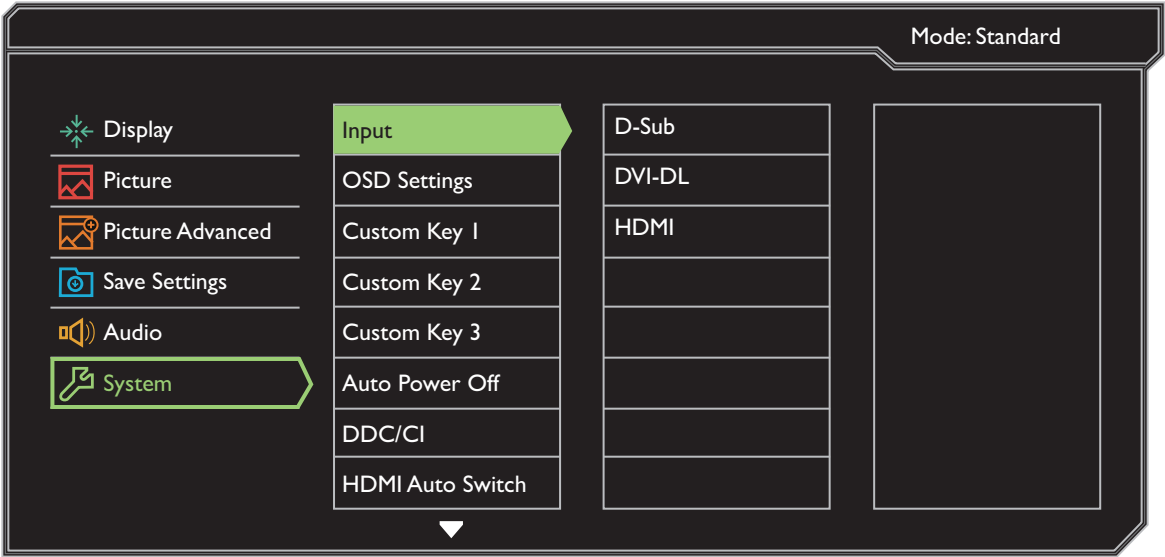 Mode: Standard
Display
Picture
Picture Advanced
Save Settings
Audio
System
Input
OSD Settings
Custom Key 1
Custom Key 2
Custom Key 3
Auto Power Off
DDC/CI
HDMI Auto Switch
D-Sub
DVI-DL
HDMI